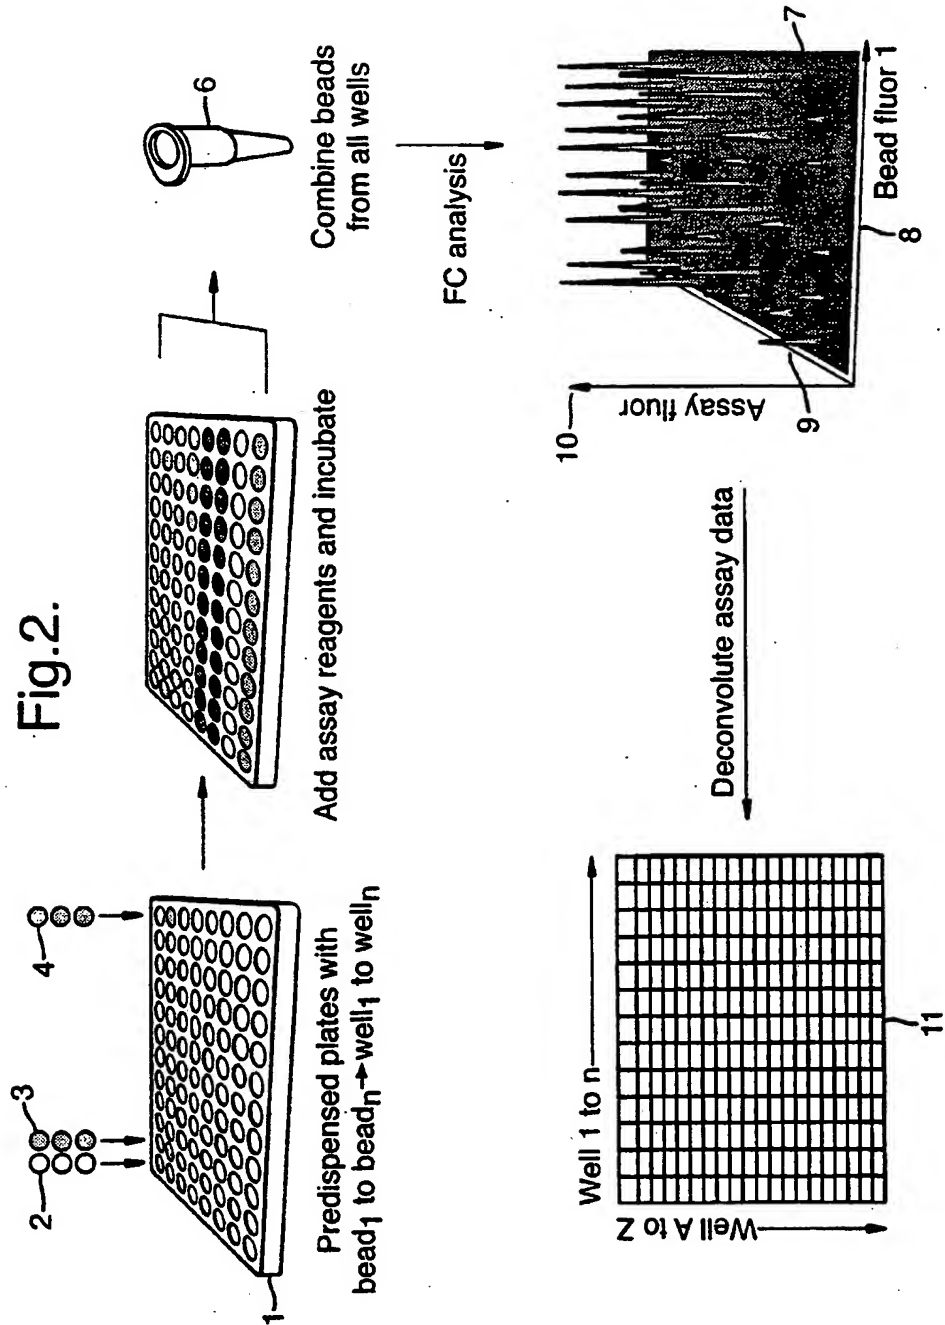 Fig.2.
2
3
4
1
Predispensed plates with
bead1 to beadn→well1 to welln
Add assay reagents and incubate
6
Combine beads
from all wells
FC analysis
10
Assay fluor
9
7
Bead fluor 1
8
Deconvolute assay data
Well 1 to n
Well A to Z
11